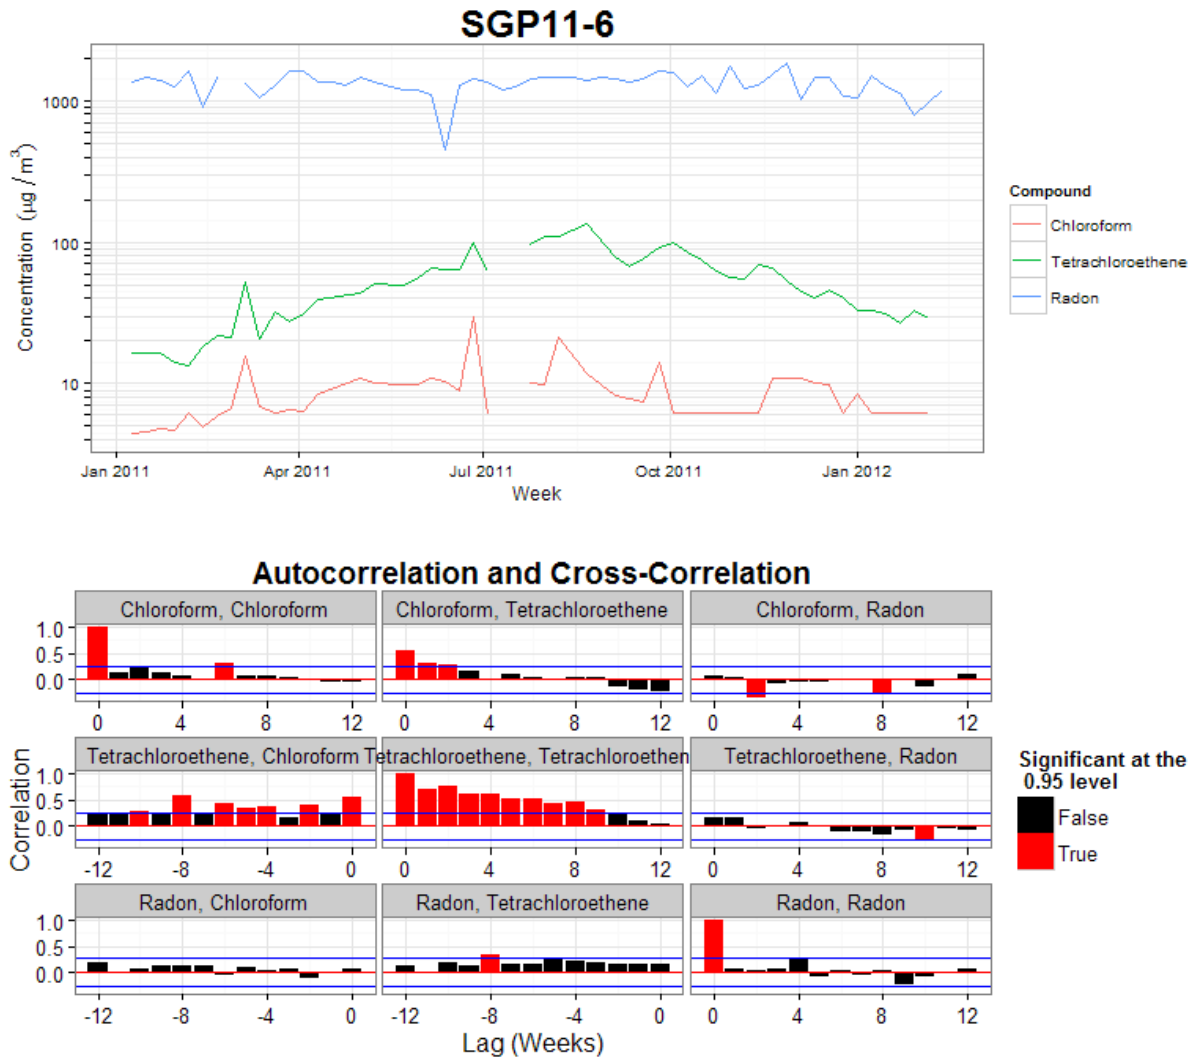 SGP11-6
Concentration (µg / m³)
1000
100
10
Jan 2011
Apr 2011
Jul 2011
Oct 2011
Jan 2012
Week
Compound
Chloroform
Tetrachloroethene
Radon
Autocorrelation and Cross-Correlation
Chloroform, Chloroform
Chloroform, Tetrachloroethene
Chloroform, Radon
1.0
0.5
0.0
0 4 8 12
0 4 8 12
0 4 8 12
Tetrachloroethene, Chloroform
Tetrachloroethene, Tetrachloroethen
Tetrachloroethene, Radon
1.0
0.5
0.0
-12 -8 -4 0
0 4 8 12
0 4 8 12
Radon, Chloroform
Radon, Tetrachloroethene
Radon, Radon
1.0
0.5
0.0
-12 -8 -4 0
-12 -8 -4 0
0 4 8 12
Correlation
Lag (Weeks)
Significant at the
0.95 level
False
True